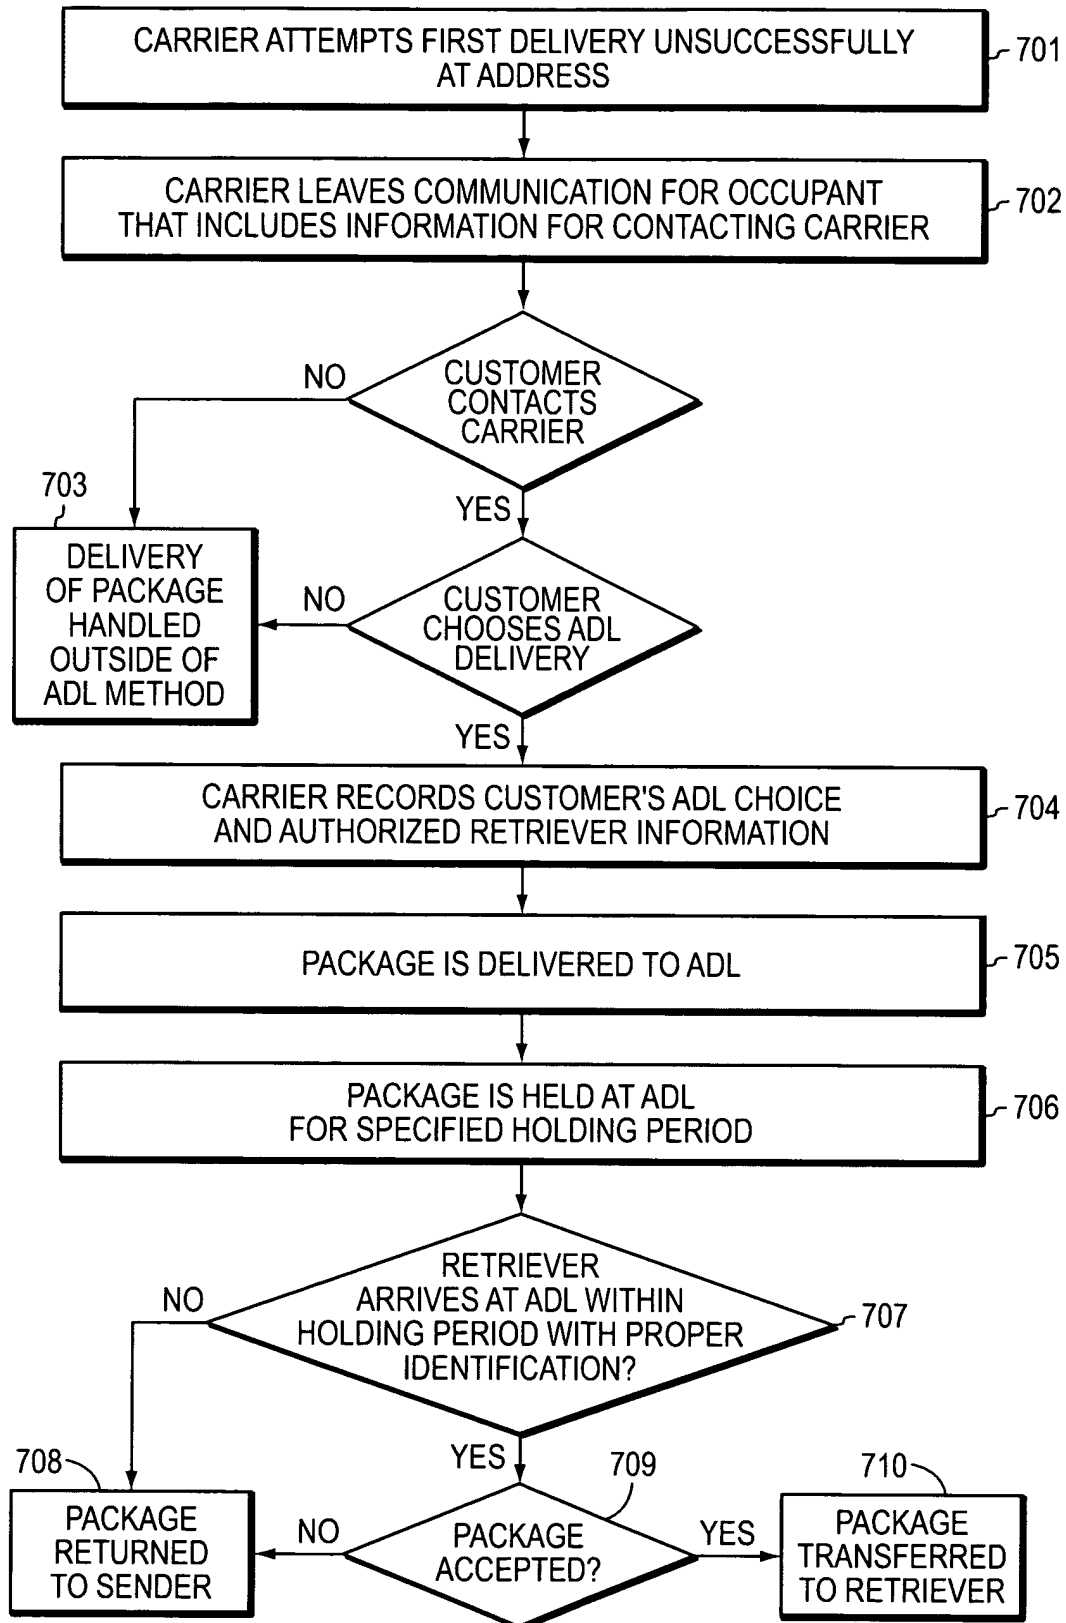 CARRIER ATTEMPTS FIRST DELIVERY UNSUCCESSFULLY
AT ADDRESS
701
CARRIER LEAVES COMMUNICATION FOR OCCUPANT
THAT INCLUDES INFORMATION FOR CONTACTING CARRIER
702
CUSTOMER
CONTACTS
CARRIER
NO
YES
703
DELIVERY
OF PACKAGE
HANDLED
OUTSIDE OF
ADL METHOD
NO
CUSTOMER
CHOOSES ADL
DELIVERY
YES
CARRIER RECORDS CUSTOMER'S ADL CHOICE
AND AUTHORIZED RETRIEVER INFORMATION
704
PACKAGE IS DELIVERED TO ADL
705
PACKAGE IS HELD AT ADL
FOR SPECIFIED HOLDING PERIOD
706
RETRIEVER
ARRIVES AT ADL WITHIN
HOLDING PERIOD WITH PROPER
IDENTIFICATION?
707
NO
YES
708
PACKAGE
RETURNED
TO SENDER
NO
709
PACKAGE
ACCEPTED?
YES
710
PACKAGE
TRANSFERRED
TO RETRIEVER